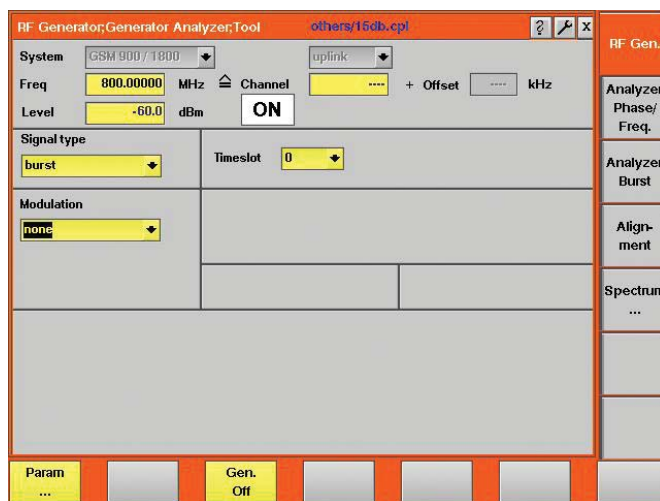 RF Generator;Generator Analyzer;Tool others/15db.cpl ? x
System GSM 900 / 1800 uplink
Freq 800.00000 MHz ≙ Channel ---- + Offset ---- kHz
Level -60.0 dBm ON
Signal type
burst
Timeslot 0
Modulation
none
RF Gen.
Analyzer
Phase/
Freq.
Analyzer
Burst
Align-
ment
Spectrum
...
Param
...
Gen.
Off